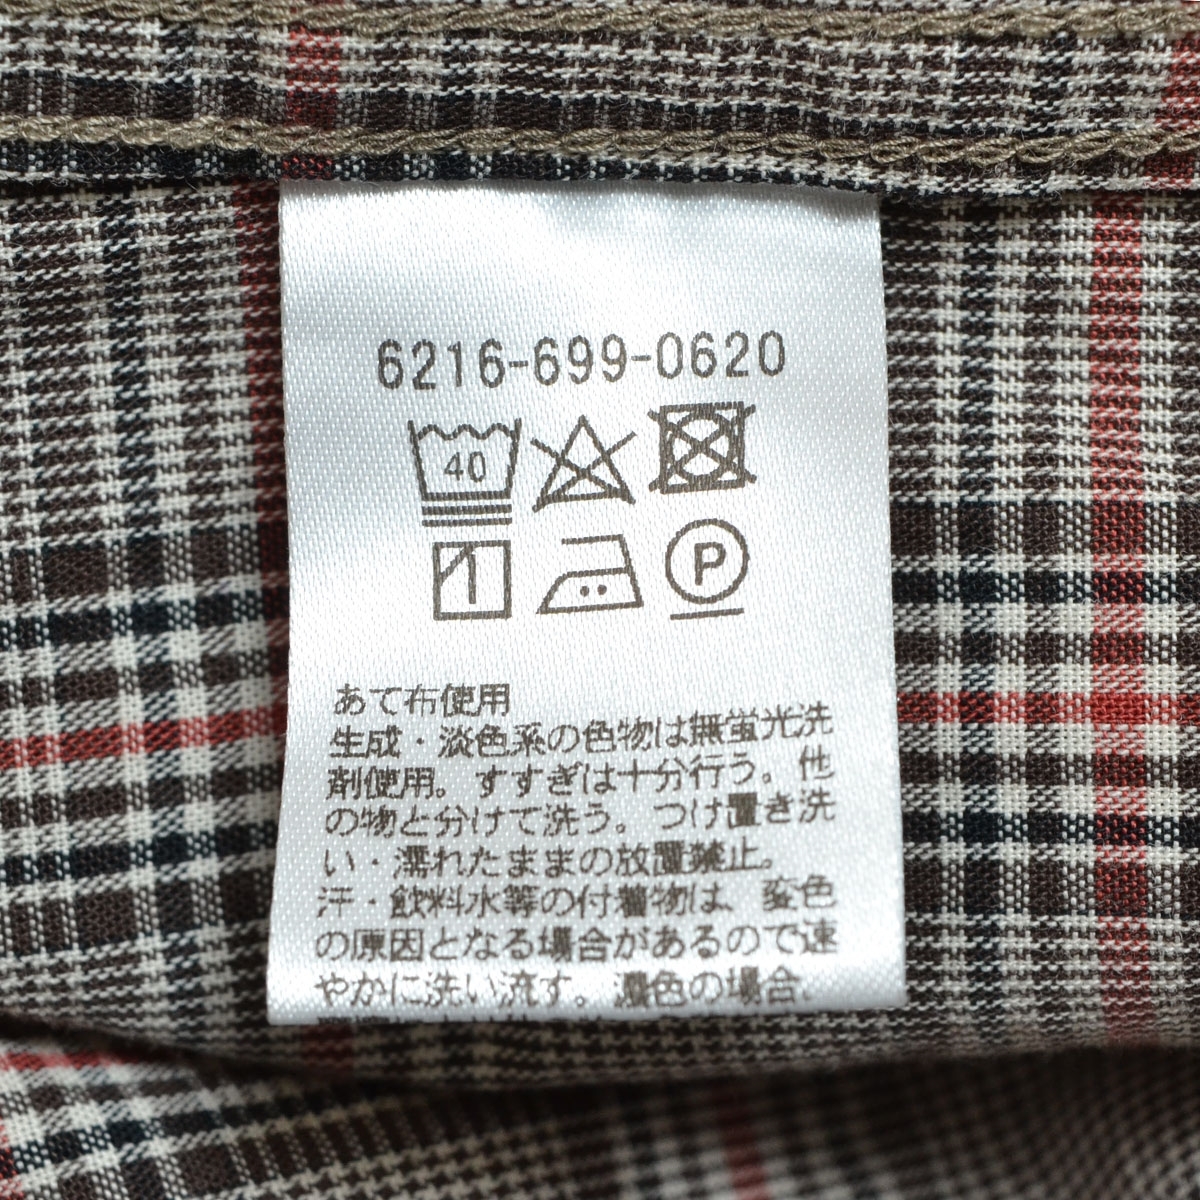 6216-699-0620
40
P
あて布使用
生成・淡色系の色物は無蛍光洗
剤使用。すすぎは十分行う。他
の物と分けて洗う。つけ置き洗
い・濡れたままの放置禁止。
汗・飲料水等の付着物は、変色
の原因となる場合があるので速
やかに洗い流す。濃色の場合、